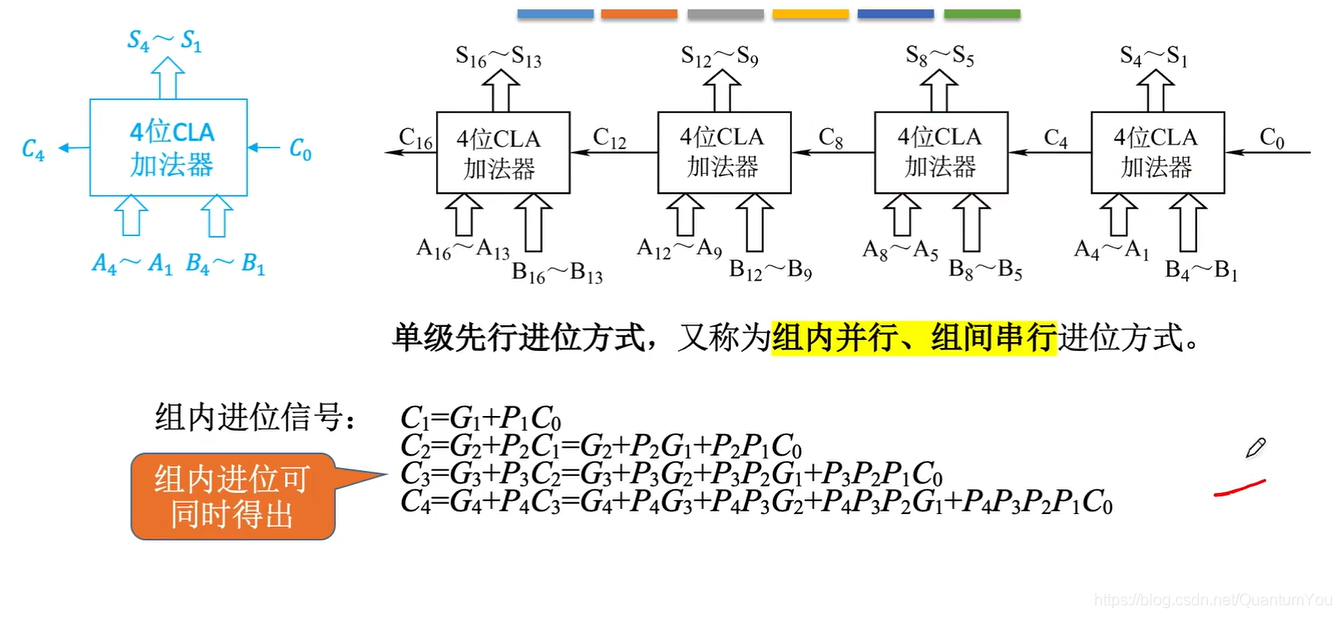 S₄～S₁
4位CLA
加法器
C₄
C₀
A₄～A₁ B₄～B₁
S₁₆～S₁₃
S₁₂～S₉
S₈～S₅
S₄～S₁
C₁₆
4位CLA
加法器
C₁₂
4位CLA
加法器
C₈
4位CLA
加法器
C₄
4位CLA
加法器
C₀
A₁₆～A₁₃
B₁₆～B₁₃
A₁₂～A₉
B₁₂～B₉
A₈～A₅
B₈～B₅
A₄～A₁
B₄～B₁
单级先行进位方式，又称为组内并行、组间串行进位方式。
组内进位信号：
C₁=G₁+P₁C₀
C₂=G₂+P₂C₁=G₂+P₂G₁+P₂P₁C₀
C₃=G₃+P₃C₂=G₃+P₃G₂+P₃P₂G₁+P₃P₂P₁C₀
C₄=G₄+P₄C₃=G₄+P₄G₃+P₄P₃G₂+P₄P₃P₂G₁+P₄P₃P₂P₁C₀
组内进位可
同时得出
https://blog.csdn.net/QuantumYou